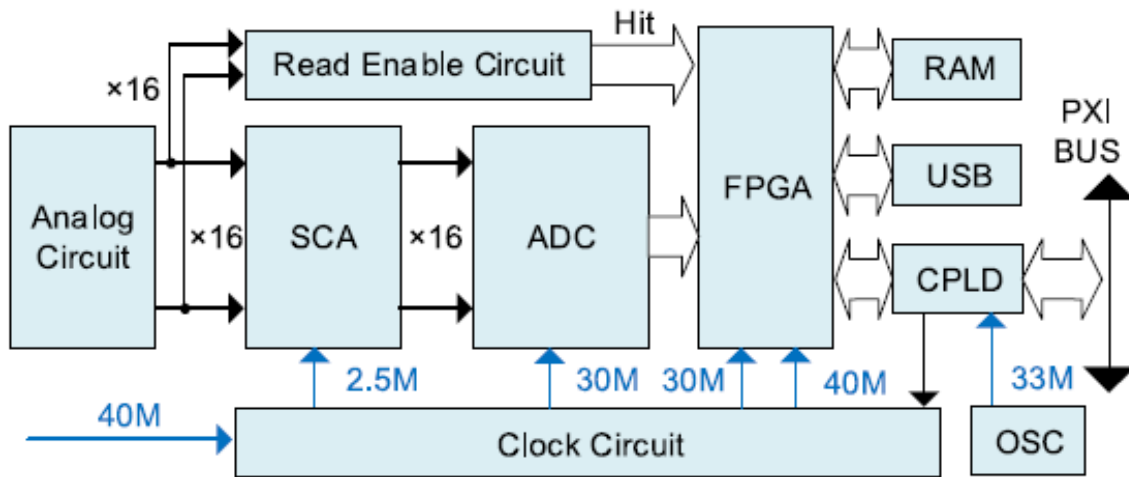 Hit
Read Enable Circuit
RAM
×16
PXI
BUS
Analog
Circuit
×16
SCA
×16
ADC
FPGA
USB
CPLD
2.5M
30M
30M
40M
33M
40M
Clock Circuit
OSC